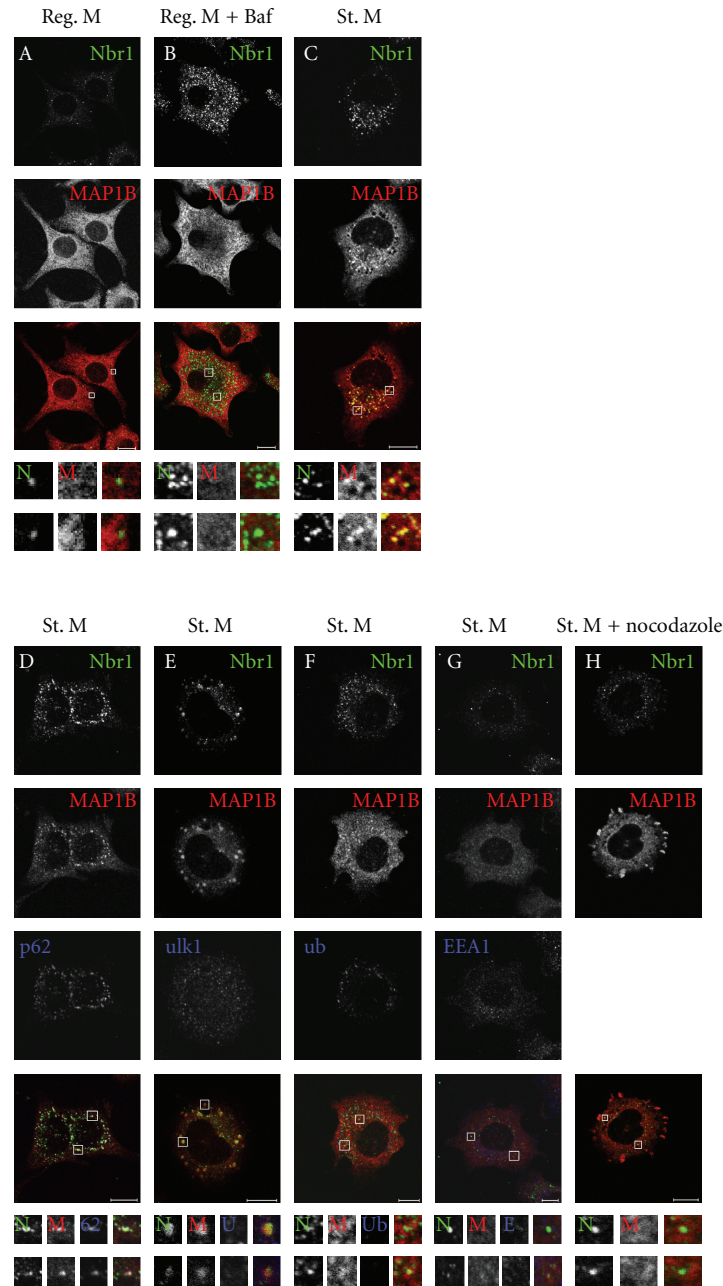 Reg. M Reg. M + Baf St. M
A Nbr1 B Nbr1 C Nbr1
MAP1B MAP1B MAP1B
N M N M N M
St. M St. M St. M St. M St. M + nocodazole
D Nbr1 E Nbr1 F Nbr1 G Nbr1 H Nbr1
MAP1B MAP1B MAP1B MAP1B MAP1B
p62 ulk1 ub EEA1
N M 62 N M U N M Ub N M E N M